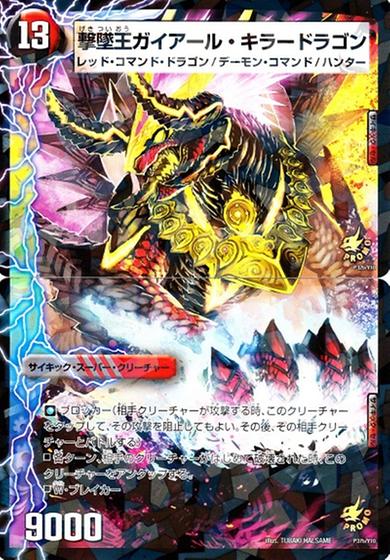 13
げきついおう
撃墜王ガイアール・キラードラゴン
レッド・コマンド・ドラゴン/デーモン・コマンド/ハンター
サイキック・スーパー・クリーチャー
ブロッカー(相手クリーチャーが攻撃する時、このクリーチャー
をタップして、その攻撃を阻止してもよい。その後、その相手クリ
ーチャーとバトルする)
各ターン、相手のクリーチャーがはじめて破壊された時、この
クリーチャーをアンタップする。
W・ブレイカー
9000
PROMO
PROMO
illus. TUBAKI HALSAME